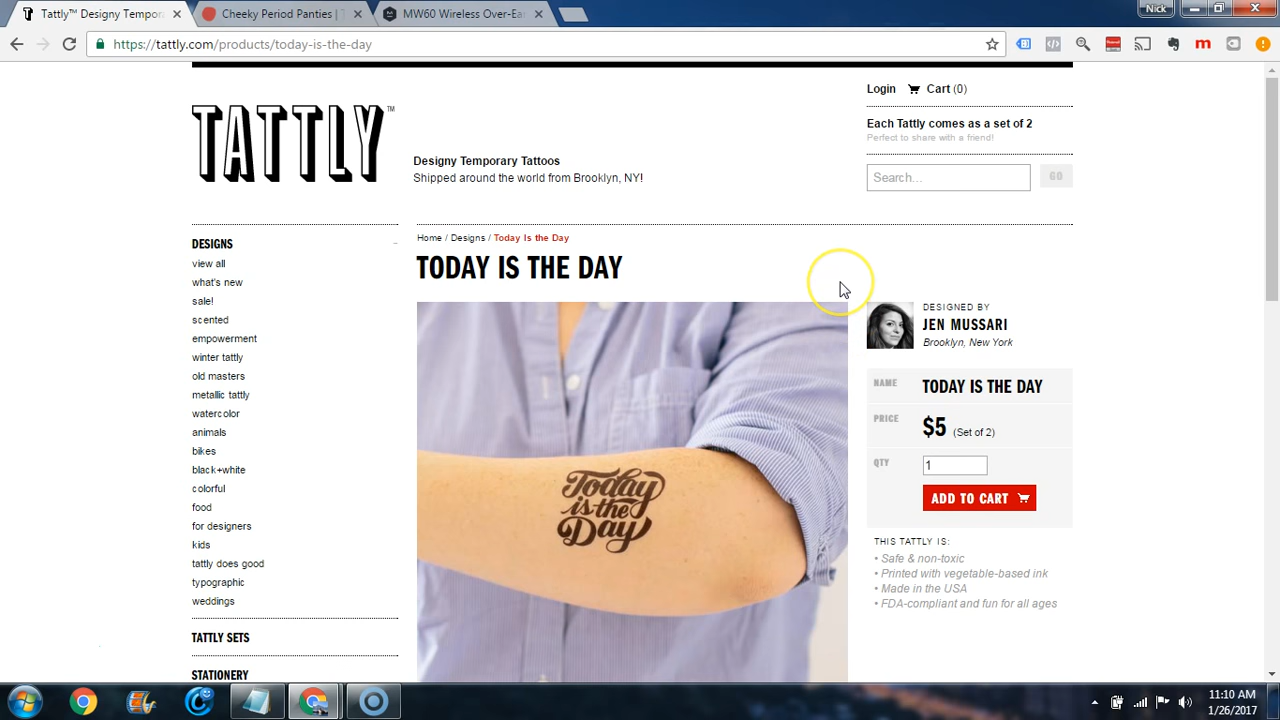 Tattly™ Designy Tempora
Cheeky Period Panties | T
MW60 Wireless Over-Ear
Nick
https://tattly.com/products/today-is-the-day
TATTLY™
Designy Temporary Tattoos
Shipped around the world from Brooklyn, NY!
Login Cart (0)
Each Tattly comes as a set of 2
Perfect to share with a friend!
Search...
GO
DESIGNS
view all
what's new
sale!
scented
empowerment
winter tattly
old masters
metallic tattly
watercolor
animals
bikes
black+white
colorful
food
for designers
kids
tattly does good
typographic
weddings
TATTLY SETS
STATIONERY
Home / Designs / Today Is the Day
TODAY IS THE DAY
Today
is the
Day
DESIGNED BY
JEN MUSSARI
Brooklyn, New York
NAME TODAY IS THE DAY
PRICE $5 (Set of 2)
QTY 1
ADD TO CART
THIS TATTLY IS:
• Safe & non-toxic
• Printed with vegetable-based ink
• Made in the USA
• FDA-compliant and fun for all ages
11:10 AM
1/26/2017